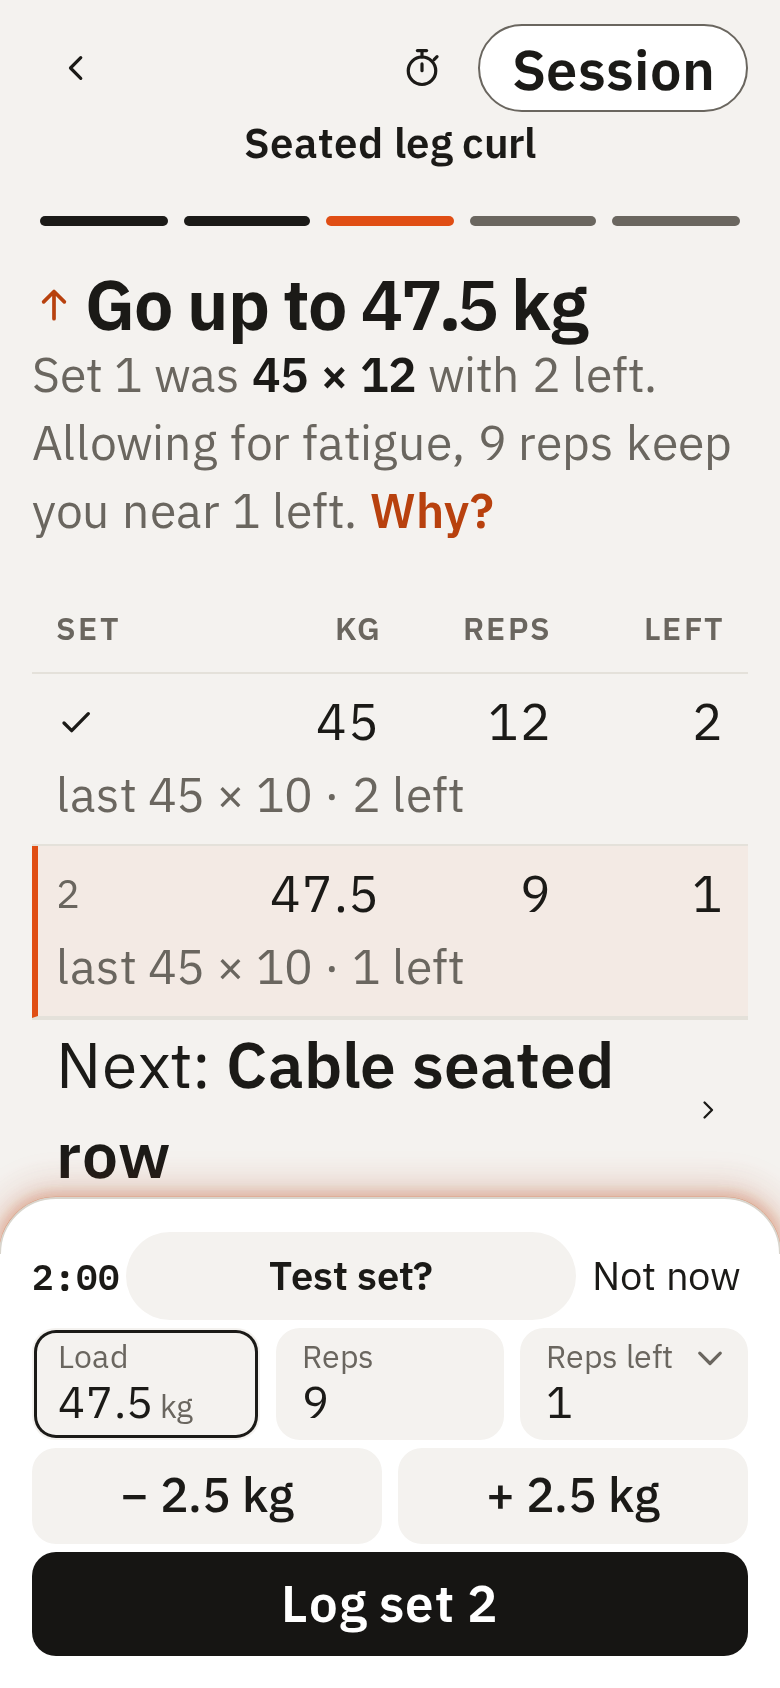 Session
Seated leg curl
Go up to 47.5 kg
Set 1 was 45 × 12 with 2 left.
Allowing for fatigue, 9 reps keep
you near 1 left. Why?
SET KG REPS LEFT
45 12 2
last 45 × 10 · 2 left
2 47.5 9 1
last 45 × 10 · 1 left
Next: Cable seated
row
2:00 Test set? Not now
Load Reps Reps left
47.5 kg 9 1
− 2.5 kg + 2.5 kg
Log set 2